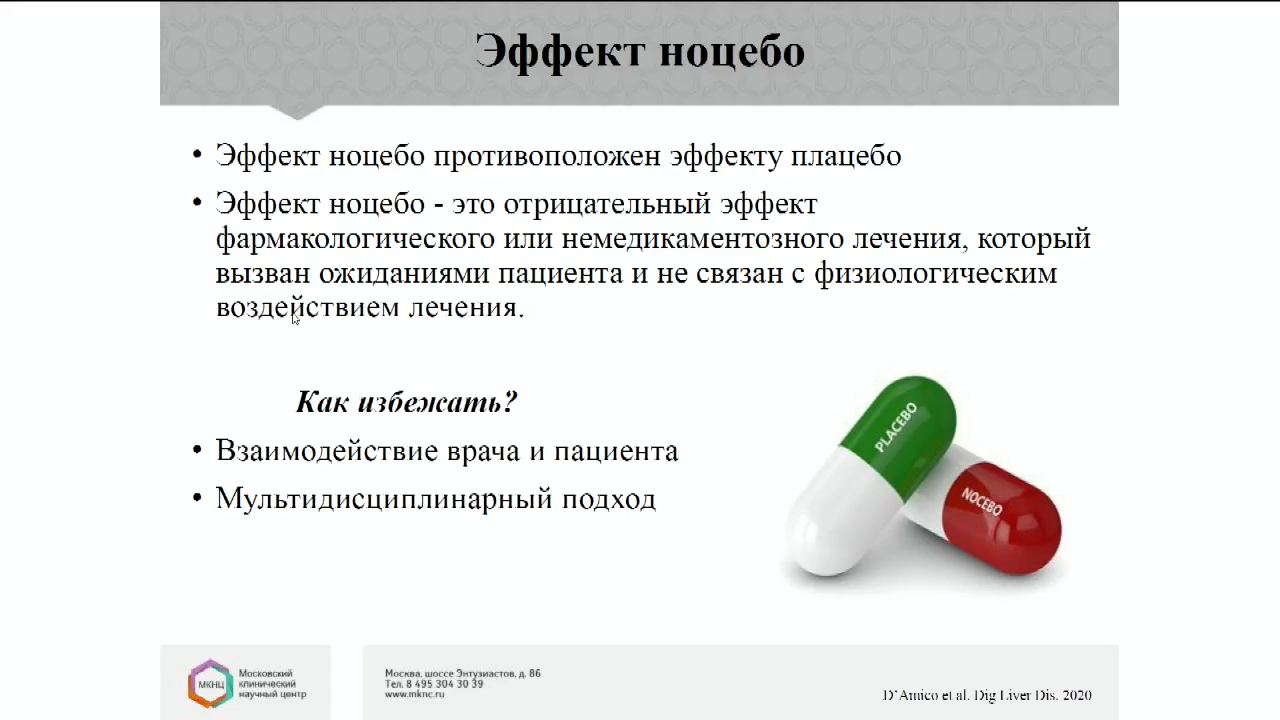 Эффект ноцебо
• Эффект ноцебо противоположен эффекту плацебо
• Эффект ноцебо - это отрицательный эффект
фармакологического или немедикаментозного лечения, который
вызван ожиданиями пациента и не связан с физиологическим
воздействием лечения.
Как избежать?
• Взаимодействие врача и пациента
• Мультидисциплинарный подход
PLACEBO
NOCEBO
МКНЦ
Московский
клинический
научный центр
Москва, шоссе Энтузиастов, д. 86
Тел. 8 495 304 30 39
www.mknc.ru
D’Amico et al. Dig Liver Dis. 2020